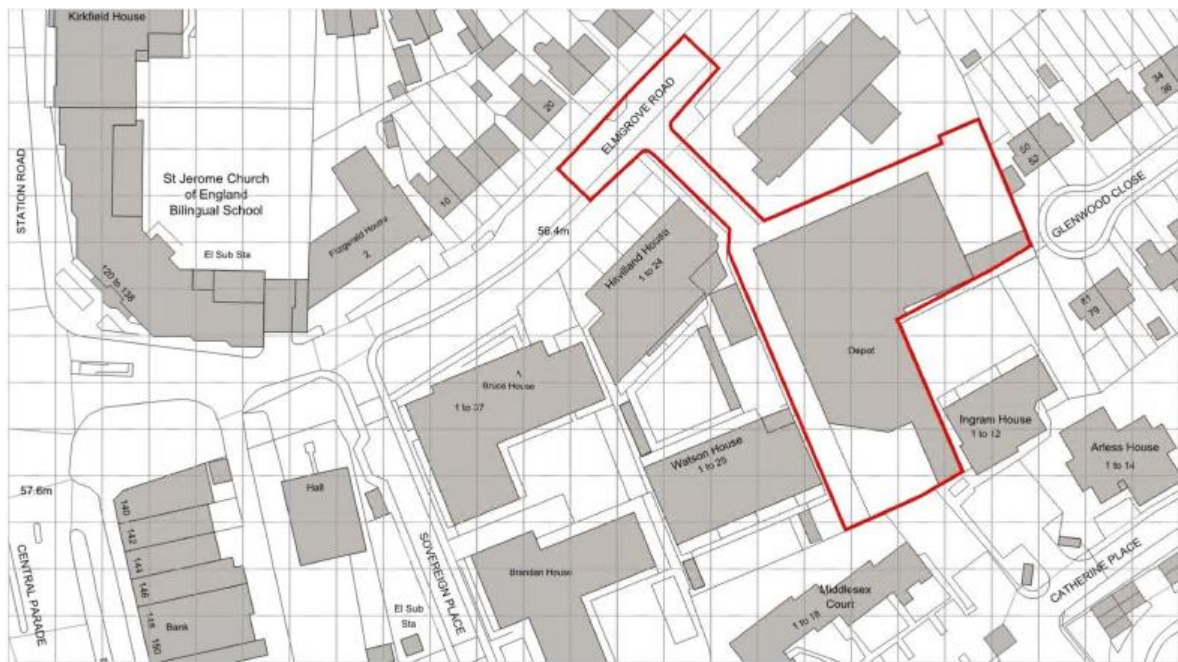 Kirkfield House
STATION ROAD
St Jerome Church
of England
Bilingual School
El Sub Sta
120 to 138
Fitzgerald House
2
10
20
ELMGROVE ROAD
56.4m
Havilland House
1 to 24
34
36
50
52
GLENWOOD CLOSE
81
79
Depot
1
Bruce House
1 to 37
Watson House
1 to 25
Ingram House
1 to 12
Arless House
1 to 14
Hall
57.6m
140
142
144
146
148
150
Bank
CENTRAL PARADE
SOVEREIGN PLACE
El Sub
Sta
Brandan House
Middlesex
Court
1 to 18
CATHERINE PLACE